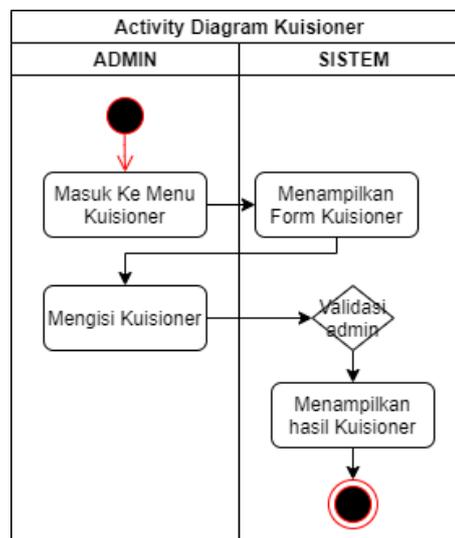 Activity Diagram Kuisioner
ADMIN
SISTEM
Masuk Ke Menu
Kuisioner
Menampilkan
Form Kuisioner
Mengisi Kuisioner
Validasi
admin
Menampilkan
hasil Kuisioner